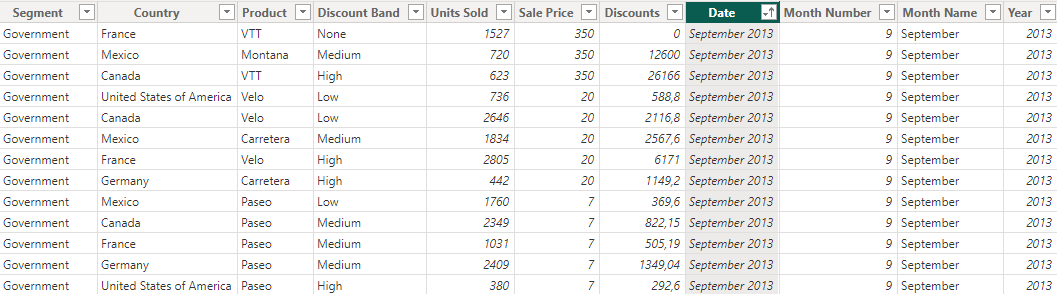 Segment Country Product Discount Band Units Sold Sale Price Discounts Date Month Number Month Name Year
Government France VTT None 1527 350 0 September 2013 9 September 2013
Government Mexico Montana Medium 720 350 12600 September 2013 9 September 2013
Government Canada VTT High 623 350 26166 September 2013 9 September 2013
Government United States of America Velo Low 736 20 588,8 September 2013 9 September 2013
Government Canada Velo Low 2646 20 2116,8 September 2013 9 September 2013
Government Mexico Carretera Medium 1834 20 2567,6 September 2013 9 September 2013
Government France Velo High 2805 20 6171 September 2013 9 September 2013
Government Germany Carretera High 442 20 1149,2 September 2013 9 September 2013
Government Mexico Paseo Low 1760 7 369,6 September 2013 9 September 2013
Government Canada Paseo Medium 2349 7 822,15 September 2013 9 September 2013
Government France Paseo Medium 1031 7 505,19 September 2013 9 September 2013
Government Germany Paseo Medium 2409 7 1349,04 September 2013 9 September 2013
Government United States of America Paseo High 380 7 292,6 September 2013 9 September 2013